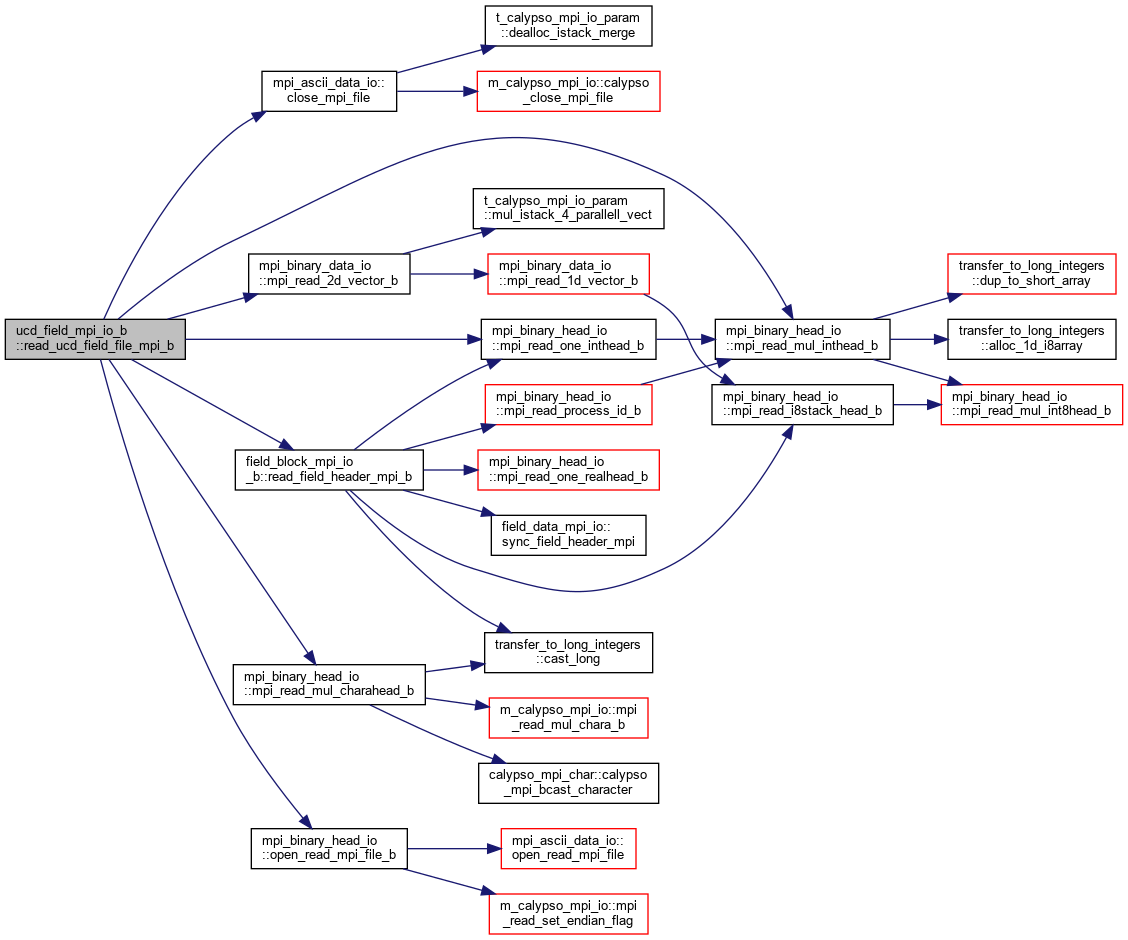 t_calypso_mpi_io_param
::dealloc_istack_merge
mpi_ascii_data_io::
close_mpi_file
m_calypso_mpi_io::calypso
_close_mpi_file
t_calypso_mpi_io_param
::mul_istack_4_parallell_vect
mpi_binary_data_io
::mpi_read_2d_vector_b
mpi_binary_data_io
::mpi_read_1d_vector_b
transfer_to_long_integers
::dup_to_short_array
ucd_field_mpi_io_b
::read_ucd_field_file_mpi_b
mpi_binary_head_io
::mpi_read_one_inthead_b
mpi_binary_head_io
::mpi_read_mul_inthead_b
transfer_to_long_integers
::alloc_1d_i8array
mpi_binary_head_io
::mpi_read_process_id_b
mpi_binary_head_io
::mpi_read_i8stack_head_b
mpi_binary_head_io
::mpi_read_mul_int8head_b
field_block_mpi_io
_b::read_field_header_mpi_b
mpi_binary_head_io
::mpi_read_one_realhead_b
field_data_mpi_io::
sync_field_header_mpi
transfer_to_long_integers
::cast_long
mpi_binary_head_io
::mpi_read_mul_charahead_b
m_calypso_mpi_io::mpi
_read_mul_chara_b
calypso_mpi_char::calypso
_mpi_bcast_character
mpi_binary_head_io
::open_read_mpi_file_b
mpi_ascii_data_io::
open_read_mpi_file
m_calypso_mpi_io::mpi
_read_set_endian_flag